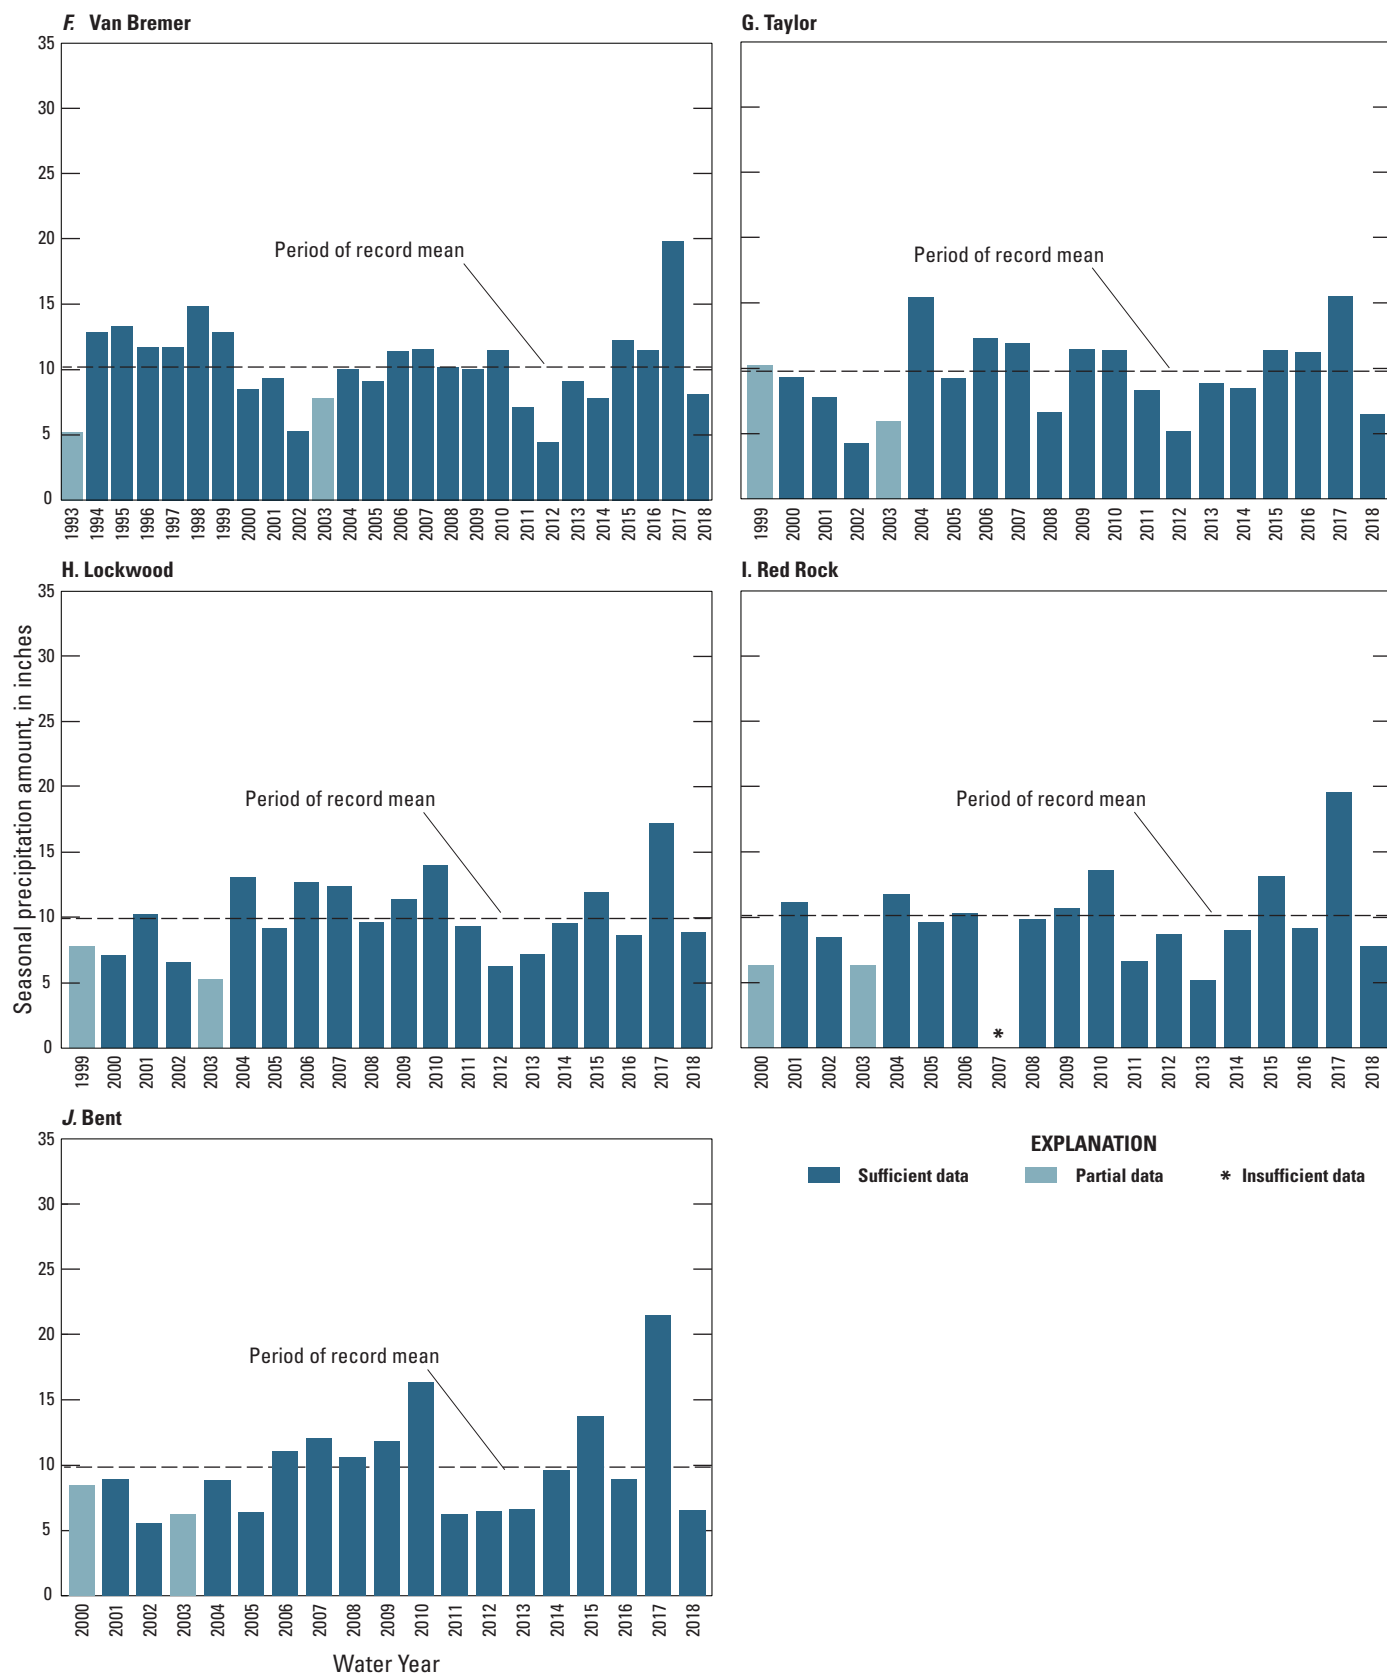 F. Van Bremer
35
30
25
20
15
10
5
0
Period of record mean
1993 1994 1995 1996 1997 1998 1999 2000 2001 2002 2003 2004 2005 2006 2007 2008 2009 2010 2011 2012 2013 2014 2015 2016 2017 2018
G. Taylor
Period of record mean
1999 2000 2001 2002 2003 2004 2005 2006 2007 2008 2009 2010 2011 2012 2013 2014 2015 2016 2017 2018
Seasonal precipitation amount, in inches
H. Lockwood
35
30
25
20
15
10
5
0
Period of record mean
1999 2000 2001 2002 2003 2004 2005 2006 2007 2008 2009 2010 2011 2012 2013 2014 2015 2016 2017 2018
I. Red Rock
Period of record mean
*
2000 2001 2002 2003 2004 2005 2006 2007 2008 2009 2010 2011 2012 2013 2014 2015 2016 2017 2018
J. Bent
35
30
25
20
15
10
5
0
Period of record mean
2000 2001 2002 2003 2004 2005 2006 2007 2008 2009 2010 2011 2012 2013 2014 2015 2016 2017 2018
Water Year
EXPLANATION
Sufficient data Partial data * Insufficient data